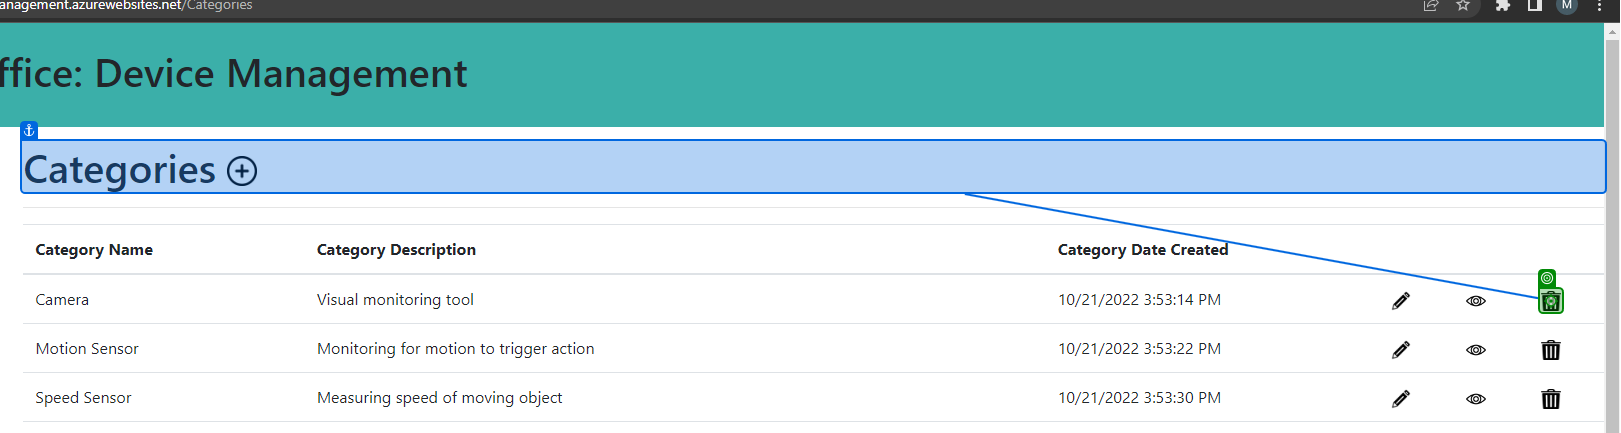 anagement.azurewebsites.net/Categories
M
ffice: Device Management
Categories
Category Name Category Description Category Date Created
Camera Visual monitoring tool 10/21/2022 3:53:14 PM
Motion Sensor Monitoring for motion to trigger action 10/21/2022 3:53:22 PM
Speed Sensor Measuring speed of moving object 10/21/2022 3:53:30 PM